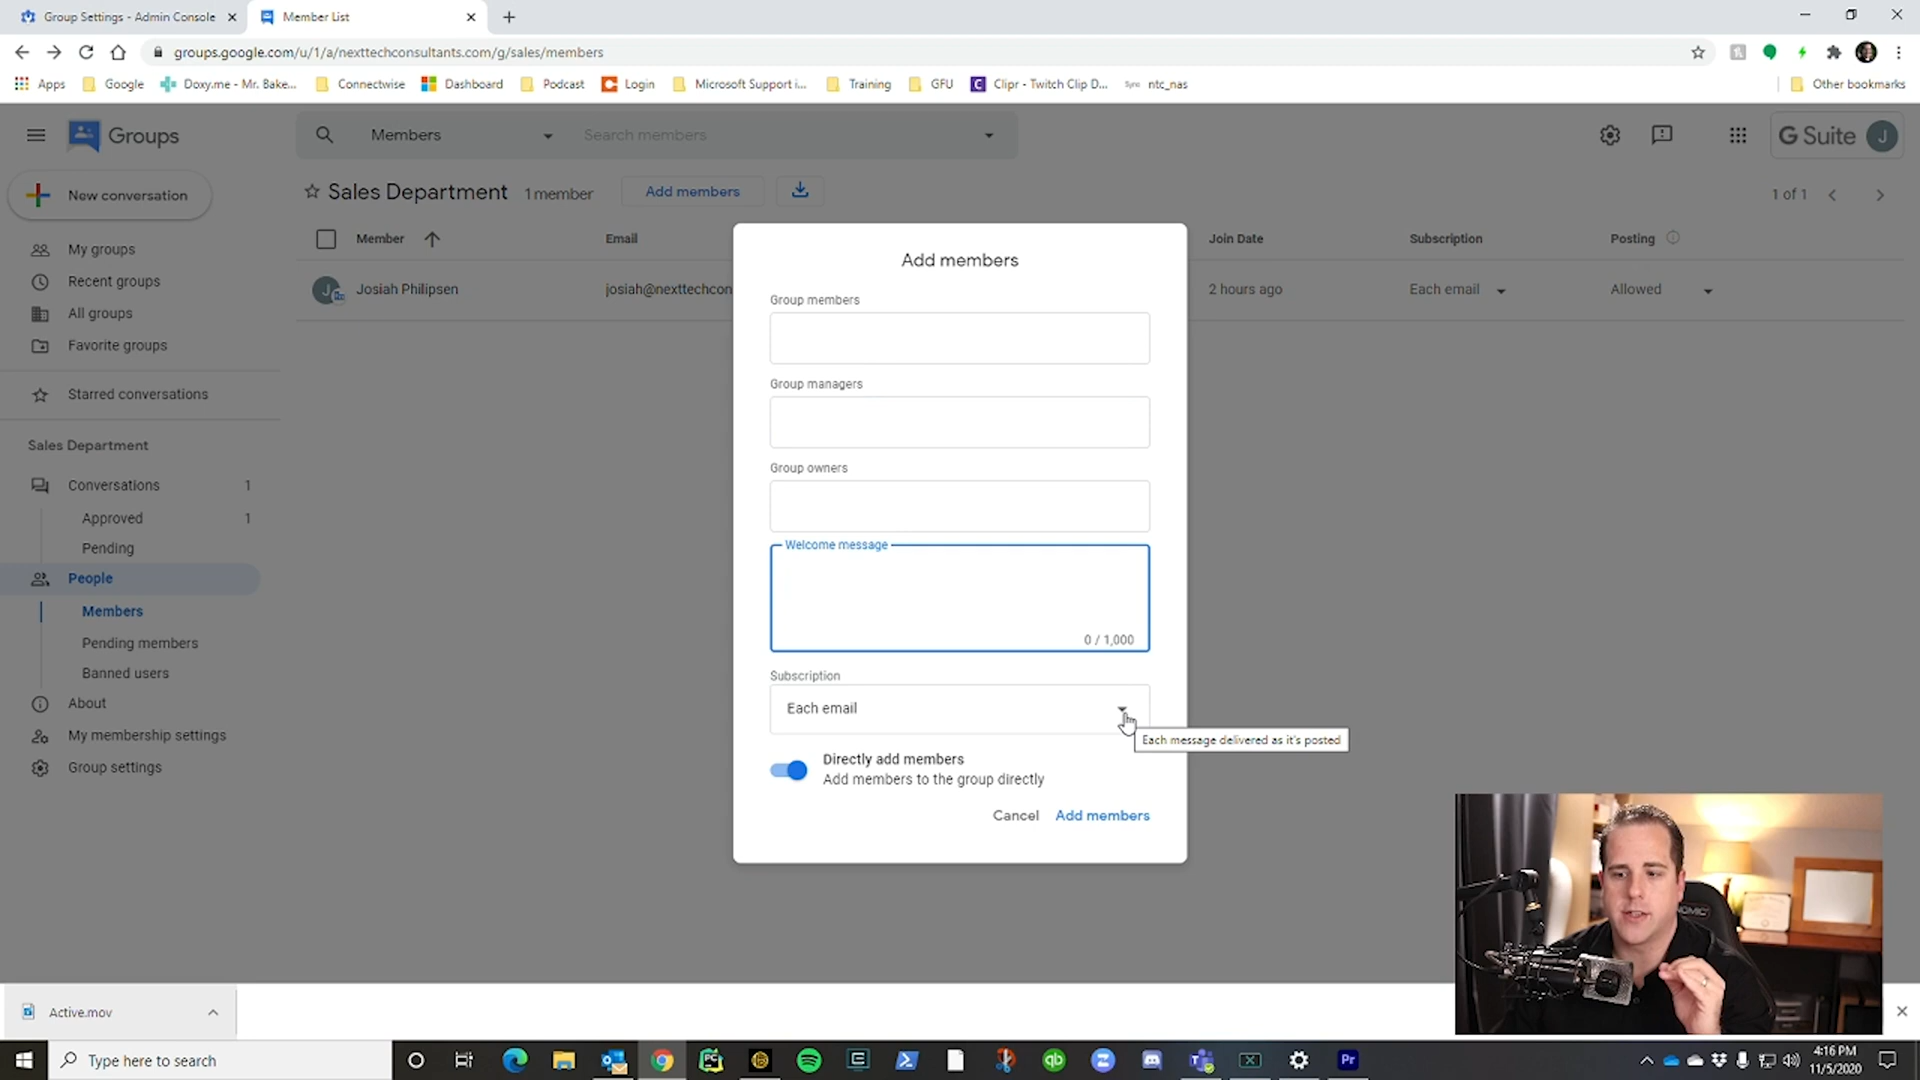 Group Settings - Admin Console
Member List
groups.google.com/u/1/a/nexttechconsultants.com/g/sales/members
Apps
Google
Doxy.me - Mr. Bake...
Connectwise
Dashboard
Podcast
Login
Microsoft Support i...
Training
GFU
Clipr - Twitch Clip D...
ntc_nas
Other bookmarks
Groups
Members
Search members
G Suite
J
New conversation
Sales Department
1 member
Add members
1 of 1
Member
Email
Join Date
Subscription
Posting
J
Josiah Philipsen
josiah@nexttechcon
2 hours ago
Each email
Allowed
My groups
Recent groups
All groups
Favorite groups
Starred conversations
Sales Department
Conversations
1
Approved
1
Pending
People
Members
Pending members
Banned users
About
My membership settings
Group settings
Add members
Group members
Group managers
Group owners
Welcome message
0 / 1,000
Subscription
Each email
Each message delivered as it's posted
Directly add members
Add members to the group directly
Cancel
Add members
Active.mov
Type here to search
PC
qb
Pr
4:16 PM
11/5/2020